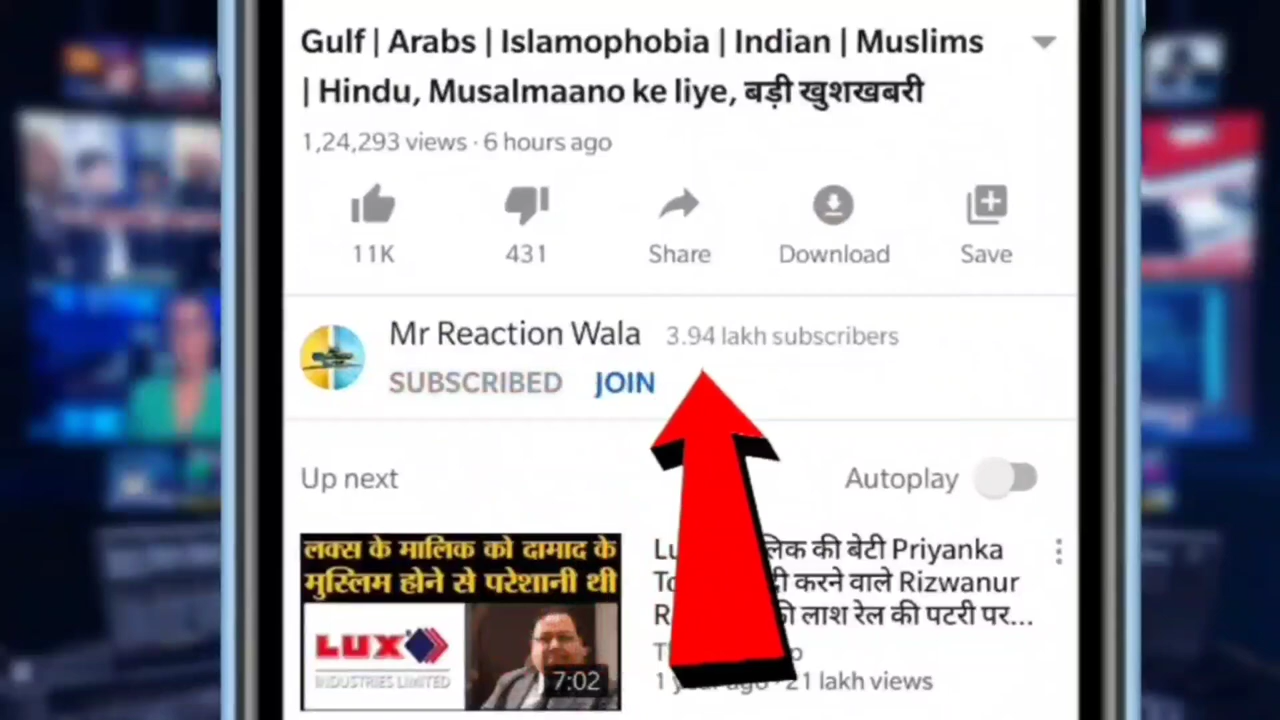 Gulf | Arabs | Islamophobia | Indian | Muslims
| Hindu, Musalmaano ke liye, बड़ी खुशखबरी
1,24,293 views · 6 hours ago
11K 431 Share Download Save
Mr Reaction Wala 3.94 lakh subscribers
SUBSCRIBED JOIN
Up next Autoplay
लक्स के मालिक को दामाद के
मुस्लिम होने से परेशानी थी
LUX
INDUSTRIES LIMITED
7:02
लिक की बेटी Priyanka
करने वाले Rizwanur
लाश रेल की पटरी पर...
21 lakh views